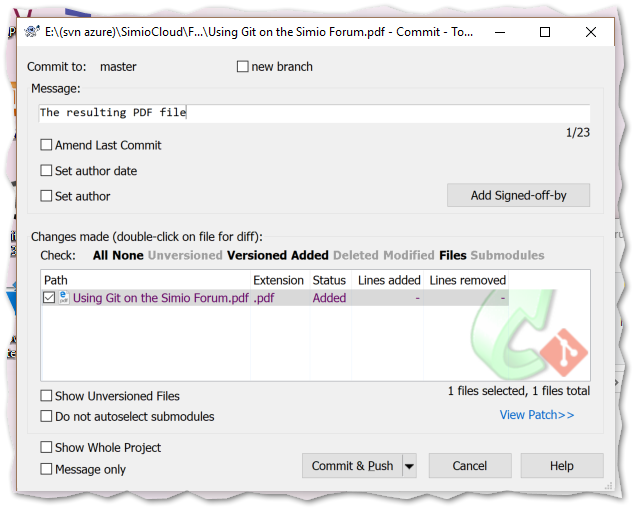 E:\(svn azure)\SimioCloud\F...\Using Git on the Simio Forum.pdf - Commit - To...
Commit to: master new branch
Message:
The resulting PDF file
1/23
Amend Last Commit
Set author date
Set author
Add Signed-off-by
Changes made (double-click on file for diff):
Check: All None Unversioned Versioned Added Deleted Modified Files Submodules
Path Extension Status Lines added Lines removed
Using Git on the Simio Forum.pdf .pdf Added - -
Show Unversioned Files
1 files selected, 1 files total
Do not autoselect submodules
View Patch>>
Show Whole Project
Message only
Commit & Push
Cancel
Help